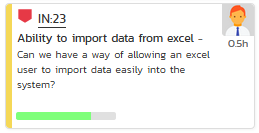 IN:23
Ability to import data from excel -
0.5h
Can we have a way of allowing an excel
user to import data easily into the
system?